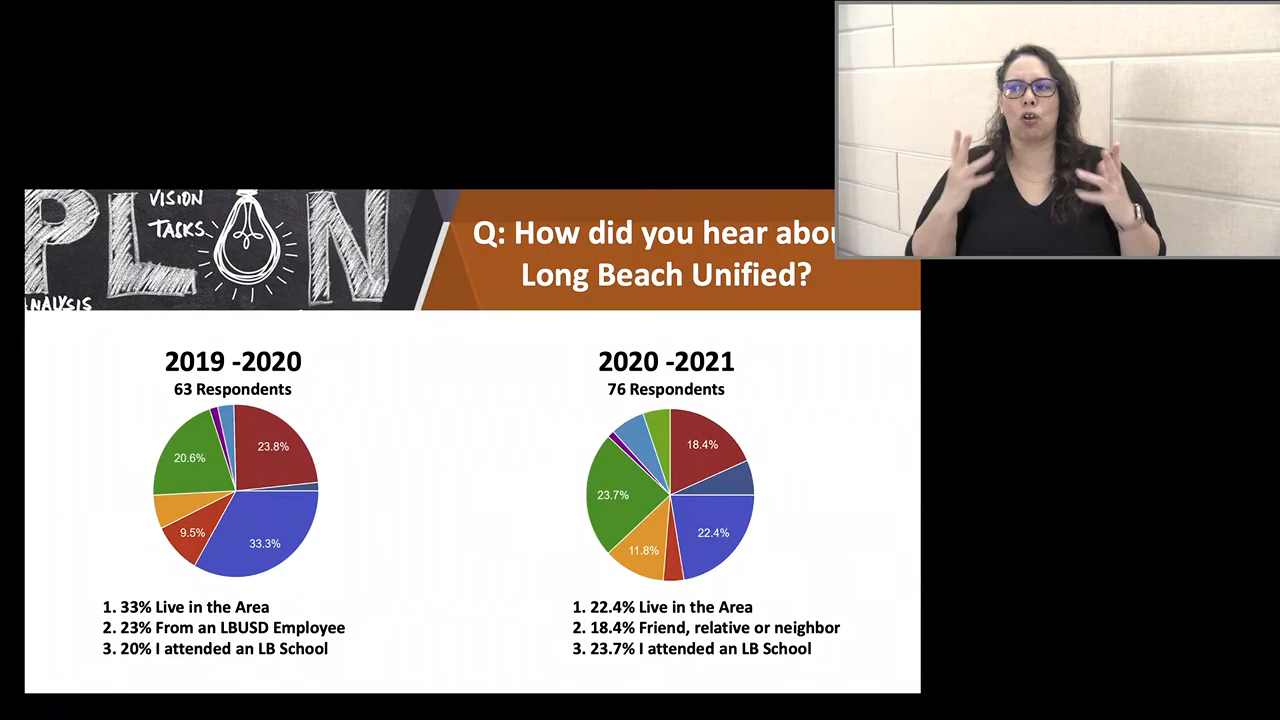 PLAN
VISION
TASKS
ANALYSIS
Q: How did you hear abou
Long Beach Unified?
2019 -2020
63 Respondents
23.8%
20.6%
9.5%
33.3%
1. 33% Live in the Area
2. 23% From an LBUSD Employee
3. 20% I attended an LB School
2020 -2021
76 Respondents
18.4%
23.7%
22.4%
11.8%
1. 22.4% Live in the Area
2. 18.4% Friend, relative or neighbor
3. 23.7% I attended an LB School